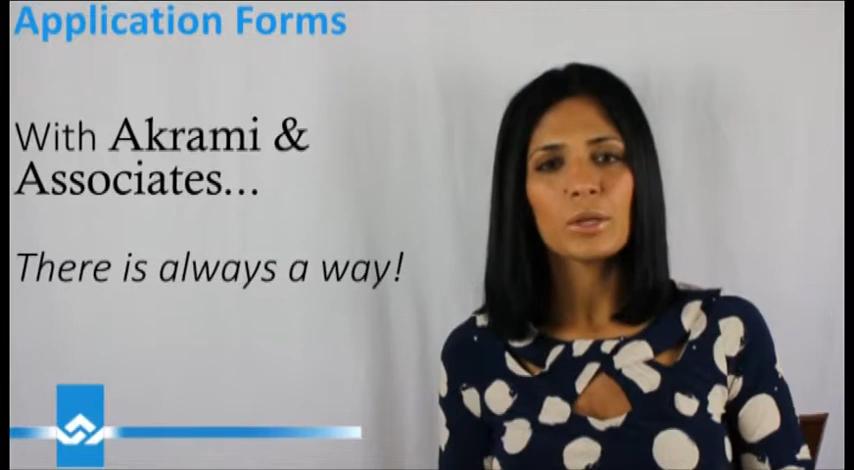 Application Forms
With Akrami &
Associates...
There is always a way!